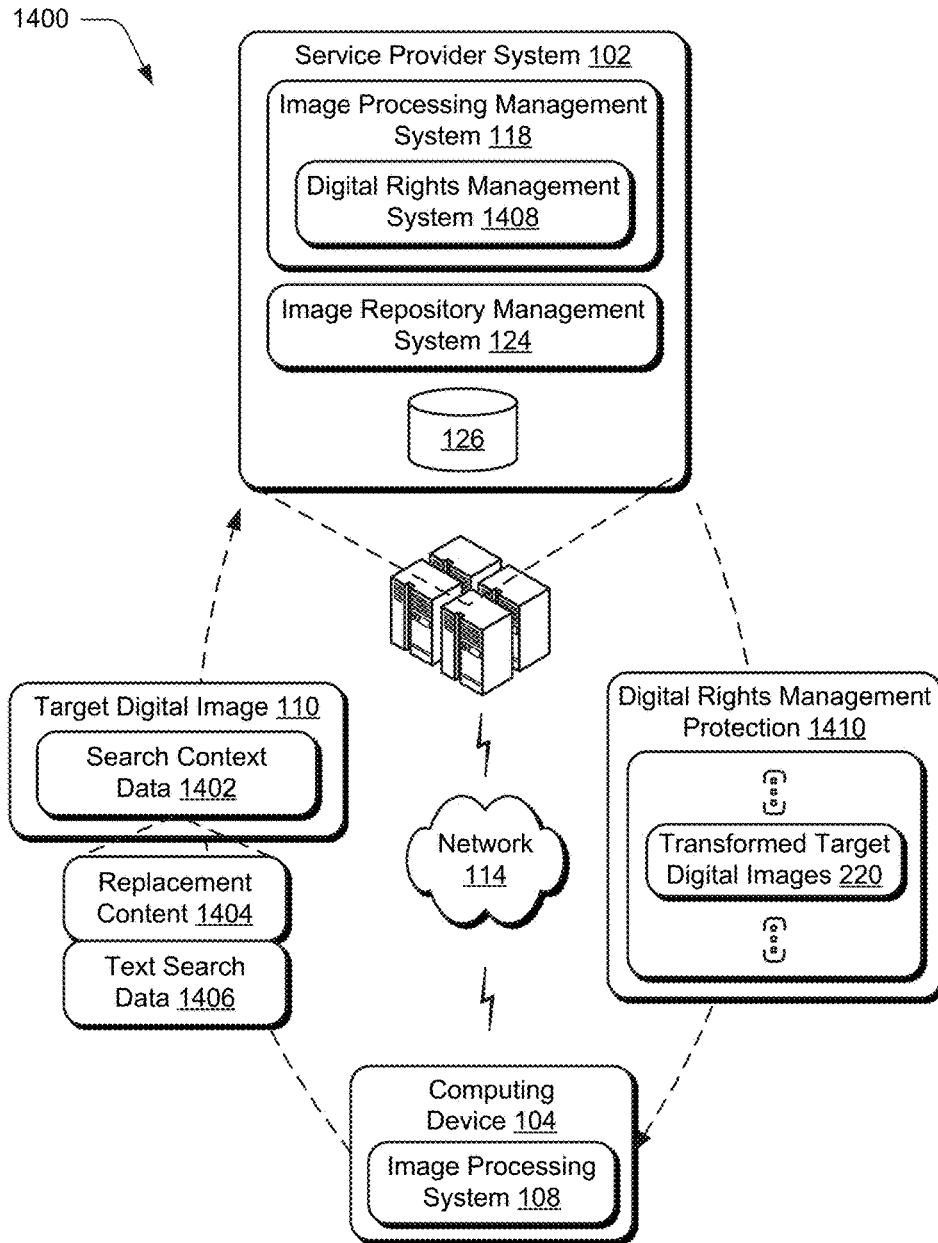 1400
Service Provider System 102
Image Processing Management
System 118
Digital Rights Management
System 1408
Image Repository Management
System 124
126
Target Digital Image 110
Search Context
Data 1402
Replacement
Content 1404
Text Search
Data 1406
Network
114
Digital Rights Management
Protection 1410
Transformed Target
Digital Images 220
Computing
Device 104
Image Processing
System 108